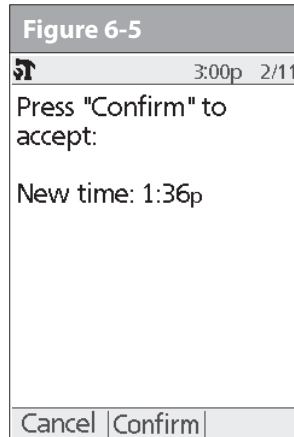 Figure 6-5
3:00p 2/11
Press "Confirm" to
accept:
New time: 1:36p
Cancel Confirm